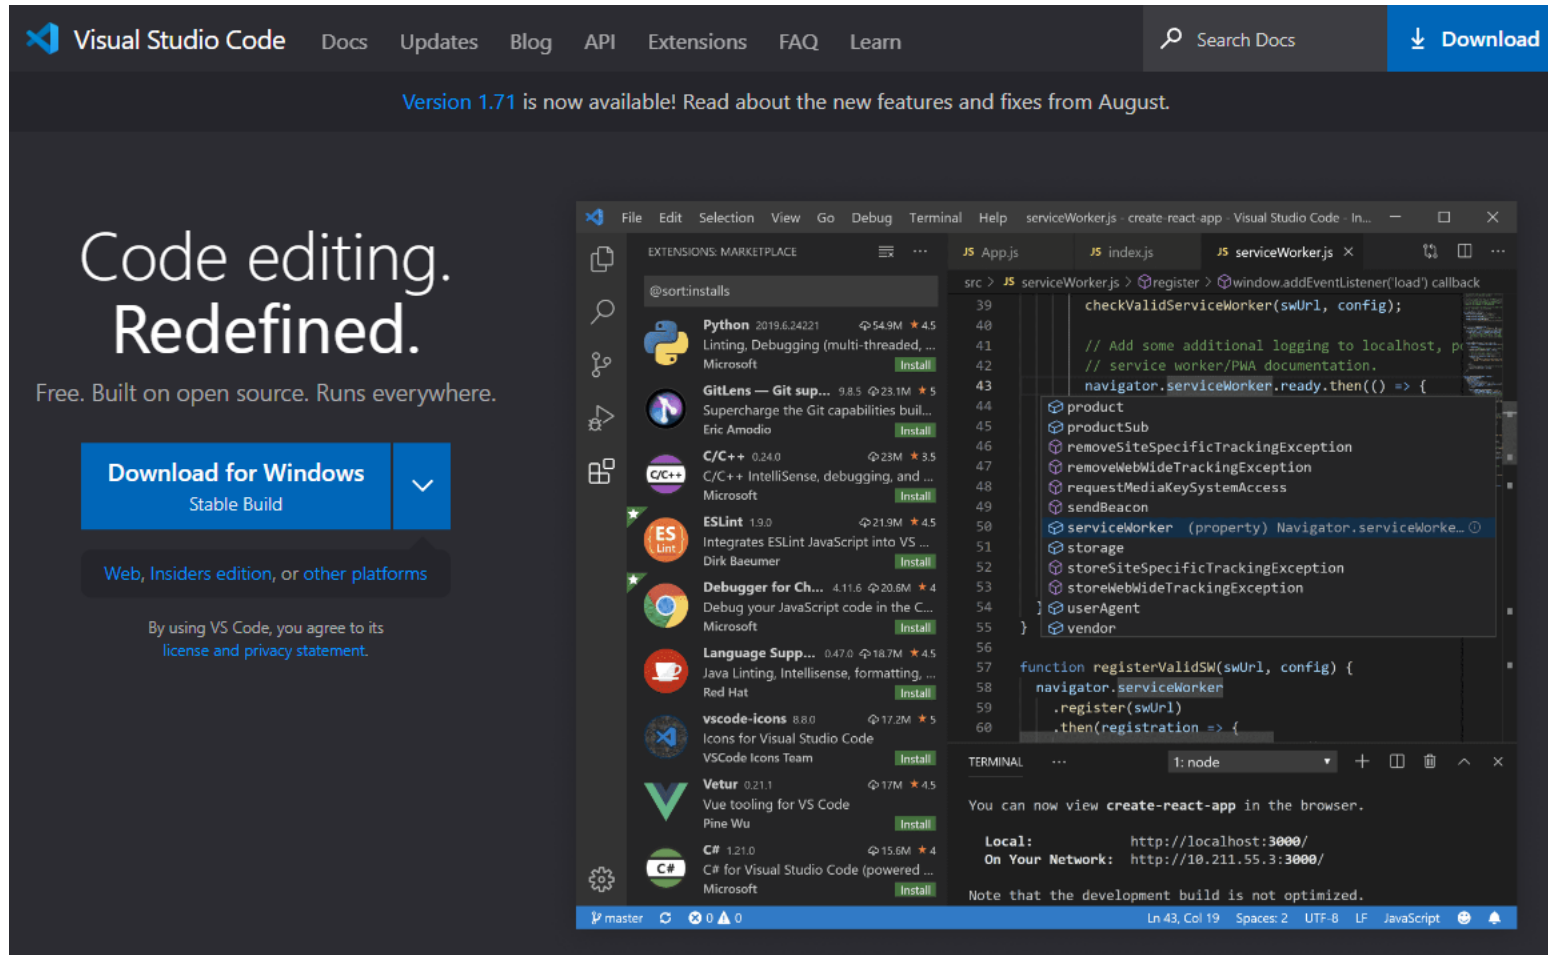 Visual Studio Code Docs Updates Blog API Extensions FAQ Learn Search Docs Download
Version 1.71 is now available! Read about the new features and fixes from August.
Code editing.
Redefined.
Free. Built on open source. Runs everywhere.
Download for Windows
Stable Build
Web, Insiders edition, or other platforms
By using VS Code, you agree to its
license and privacy statement.
File Edit Selection View Go Debug Terminal Help serviceWorker.js - create-react-app - Visual Studio Code - In...
EXTENSIONS: MARKETPLACE
@sort:installs
Python 2019.6.24221 54.9M ★ 4.5
Linting, Debugging (multi-threaded, ...
Microsoft Install
GitLens — Git sup... 9.8.5 23.1M ★ 5
Supercharge the Git capabilities buil...
Eric Amodio Install
C/C++
C/C++ 0.24.0 23M ★ 3.5
C/C++ IntelliSense, debugging, and ...
Microsoft Install
ES
Lint
ESLint 1.9.0 21.9M ★ 4.5
Integrates ESLint JavaScript into VS ...
Dirk Baeumer Install
Debugger for Ch... 4.11.6 20.6M ★ 4
Debug your JavaScript code in the C...
Microsoft Install
Language Supp... 0.47.0 18.7M ★ 4.5
Java Linting, Intellisense, formatting, ...
Red Hat Install
vscode-icons 8.8.0 17.2M ★ 5
Icons for Visual Studio Code
VSCode Icons Team Install
Vetur 0.21.1 17M ★ 4.5
Vue tooling for VS Code
Pine Wu Install
C#
C# 1.21.0 15.6M ★ 4
C# for Visual Studio Code (powered ...
Microsoft Install
JS App.js JS index.js JS serviceWorker.js
src > JS serviceWorker.js > register > window.addEventListener('load') callback
39 checkValidServiceWorker(swUrl, config);
40
41 // Add some additional logging to localhost, p
42 // service worker/PWA documentation.
43 navigator.serviceWorker.ready.then(() => {
44 product
45 productSub
46 removeSiteSpecificTrackingException
47 removeWebWideTrackingException
48 requestMediaKeySystemAccess
49 sendBeacon
50 serviceWorker (property) Navigator.serviceWorke...
51 storage
52 storeSiteSpecificTrackingException
53 storeWebWideTrackingException
54 } userAgent
55 } vendor
56
57 function registerValidSW(swUrl, config) {
58 navigator.serviceWorker
59 .register(swUrl)
60 .then(registration => {
TERMINAL ... 1: node
You can now view create-react-app in the browser.
Local: http://localhost:3000/
On Your Network: http://10.211.55.3:3000/
Note that the development build is not optimized.
master 0 0 Ln 43, Col 19 Spaces: 2 UTF-8 LF JavaScript